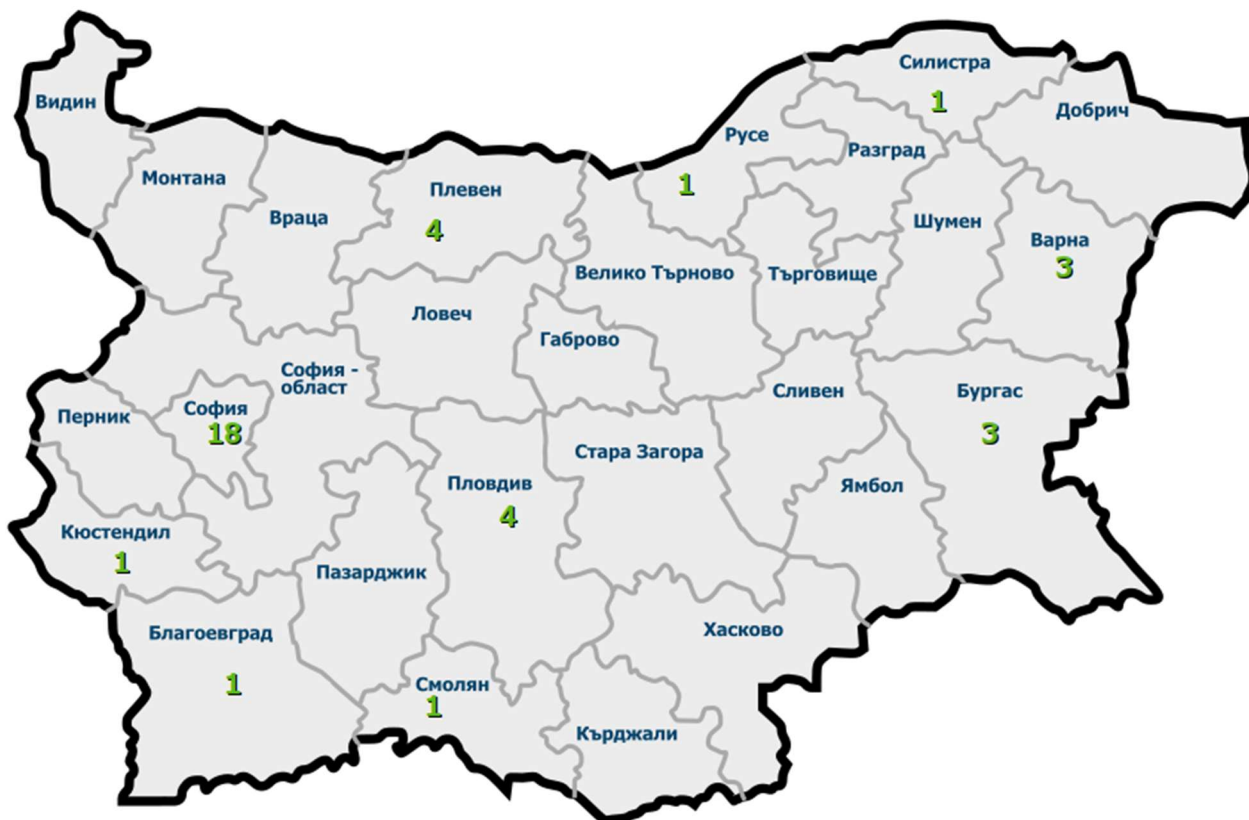 Силистра
1
Видин
Добрич
Русе
1
Разград
Монтана
Плевен
4
Враца
Шумен
Варна
3
Велико Търново
Търговище
Ловеч
Габрово
София -
област
Сливен
Бургас
3
Перник
София
18
Стара Загора
Пловдив
4
Ямбол
Кюстендил
1
Пазарджик
Благоевград
1
Хасково
Смолян
1
Кърджали